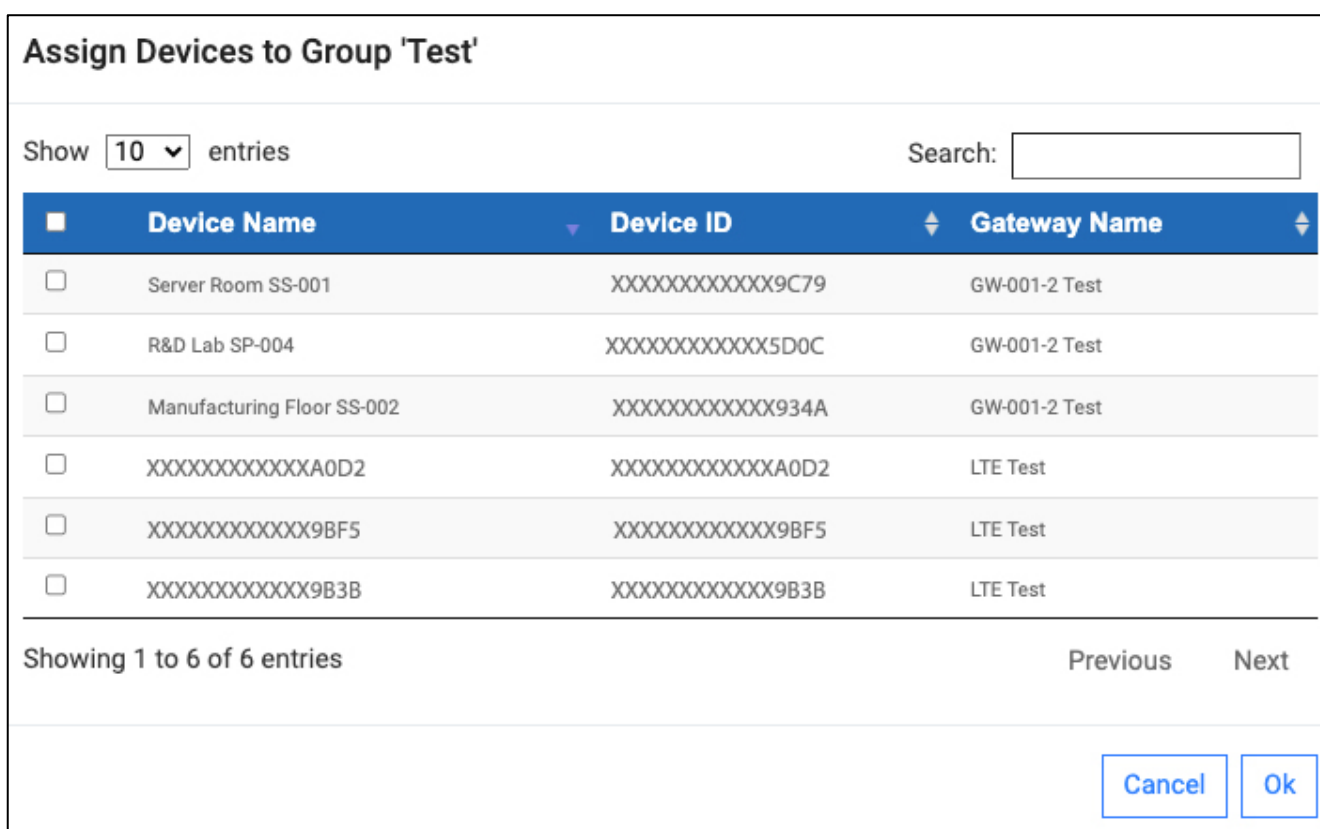 Assign Devices to Group 'Test'
Show 10 entries Search:
Device Name Device ID Gateway Name
Server Room SS-001 XXXXXXXXXXXX9C79 GW-001-2 Test
R&D Lab SP-004 XXXXXXXXXXXX5D0C GW-001-2 Test
Manufacturing Floor SS-002 XXXXXXXXXXXX934A GW-001-2 Test
XXXXXXXXXXXXA0D2 XXXXXXXXXXXXA0D2 LTE Test
XXXXXXXXXXXX9BF5 XXXXXXXXXXXX9BF5 LTE Test
XXXXXXXXXXXX9B3B XXXXXXXXXXXX9B3B LTE Test
Showing 1 to 6 of 6 entries Previous Next
Cancel Ok